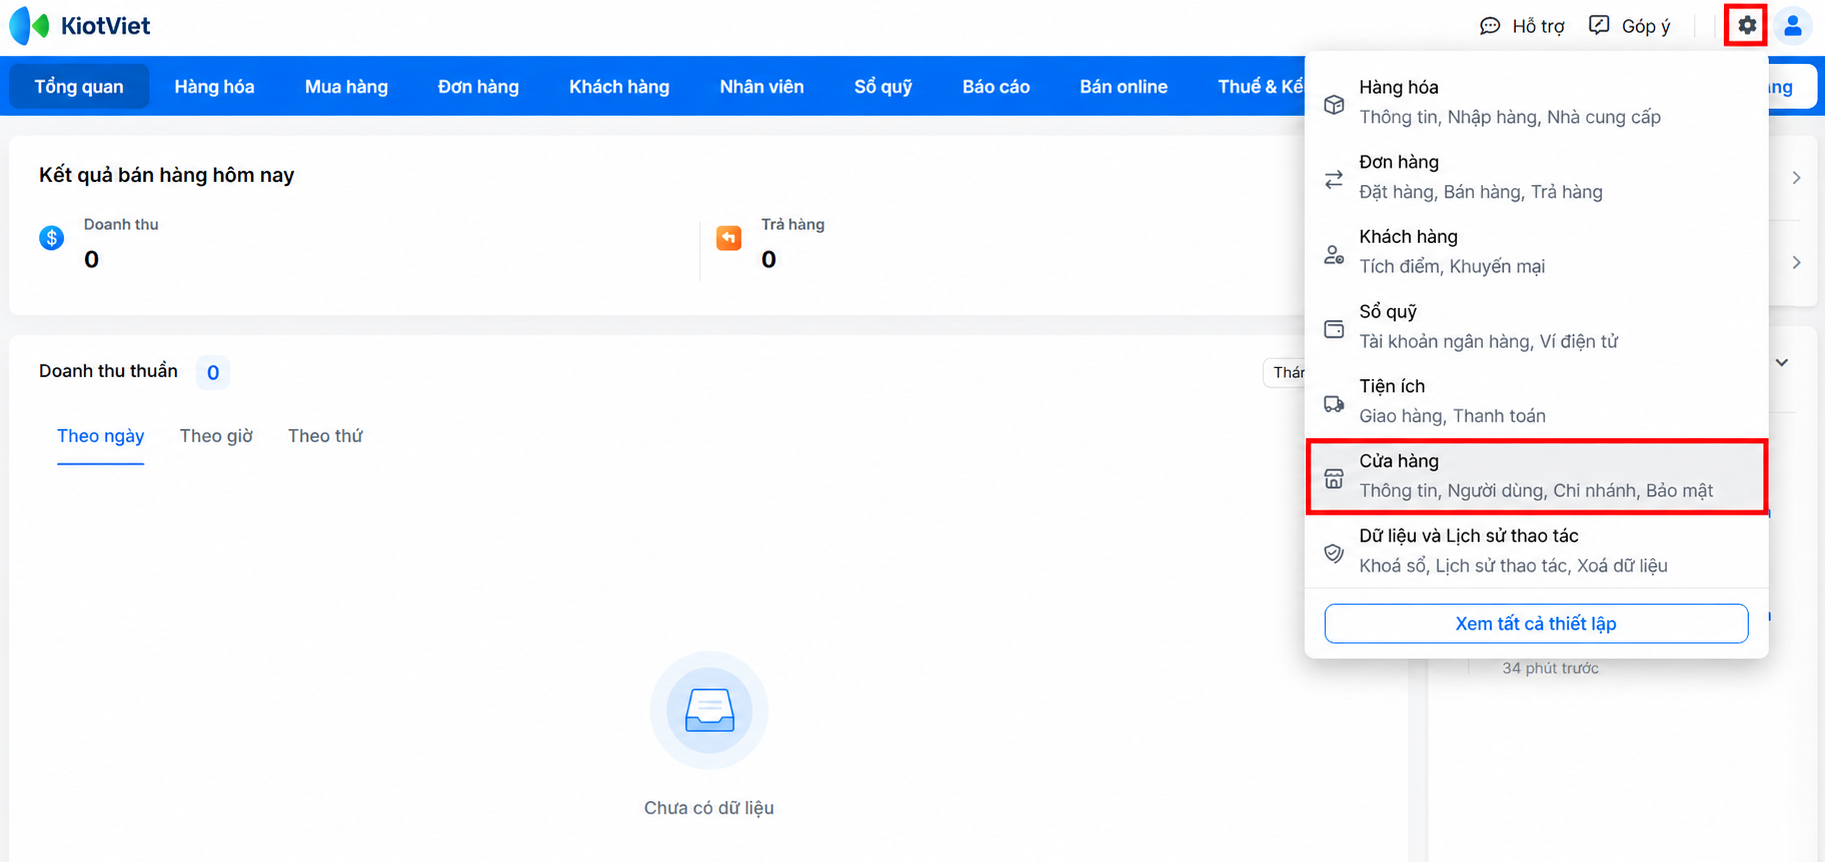 KiotViet
Hỗ trợ
Góp ý
Tổng quan
Hàng hóa
Mua hàng
Đơn hàng
Khách hàng
Nhân viên
Sổ quỹ
Báo cáo
Bán online
Thuế & Kế
Kết quả bán hàng hôm nay
Doanh thu
0
Trả hàng
0
Doanh thu thuần
0
Theo ngày
Theo giờ
Theo thứ
Chưa có dữ liệu
Hàng hóa
Thông tin, Nhập hàng, Nhà cung cấp
Đơn hàng
Đặt hàng, Bán hàng, Trả hàng
Khách hàng
Tích điểm, Khuyến mại
Sổ quỹ
Tài khoản ngân hàng, Ví điện tử
Tiện ích
Giao hàng, Thanh toán
Cửa hàng
Thông tin, Người dùng, Chi nhánh, Bảo mật
Dữ liệu và Lịch sử thao tác
Khoá sổ, Lịch sử thao tác, Xoá dữ liệu
Xem tất cả thiết lập
34 phút trước